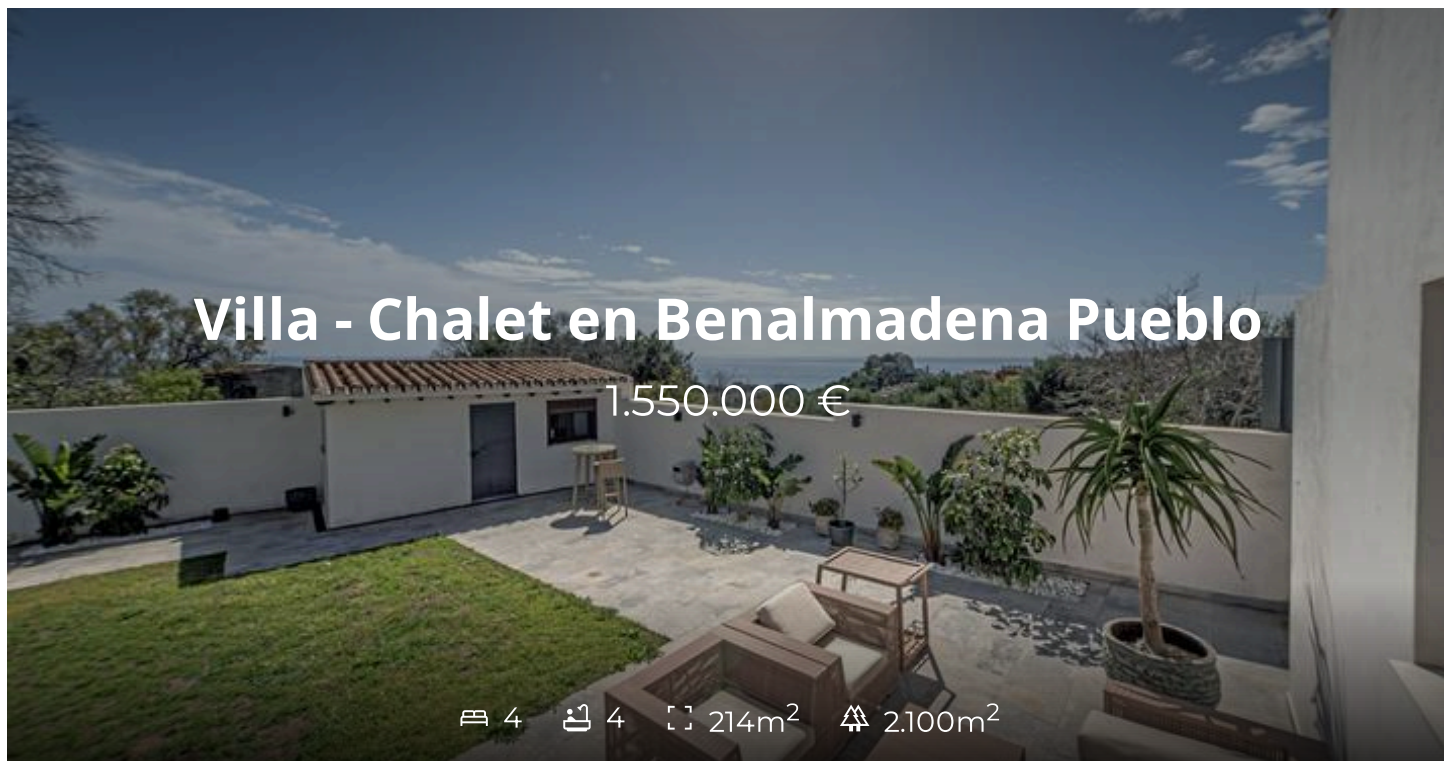 Villa - Chalet en Benalmadena Pueblo
1.550.000 €
4 4 214m² 2.100m²